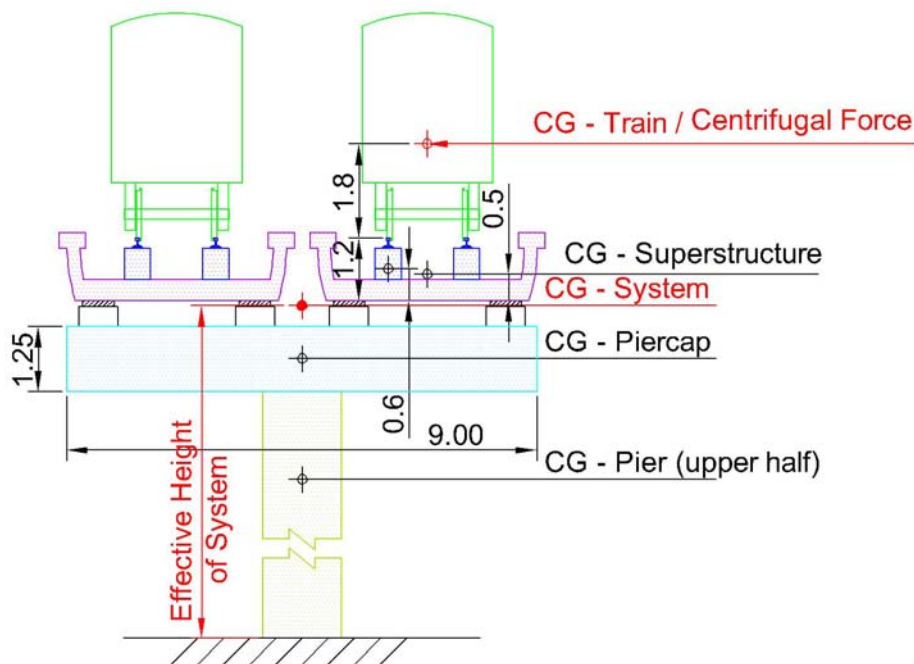 CG - Train / Centrifugal Force
1.8
0.5
1.2
CG - Superstructure
CG - System
CG - Piercap
1.25
0.6
9.00
CG - Pier (upper half)
Effective Height
of System